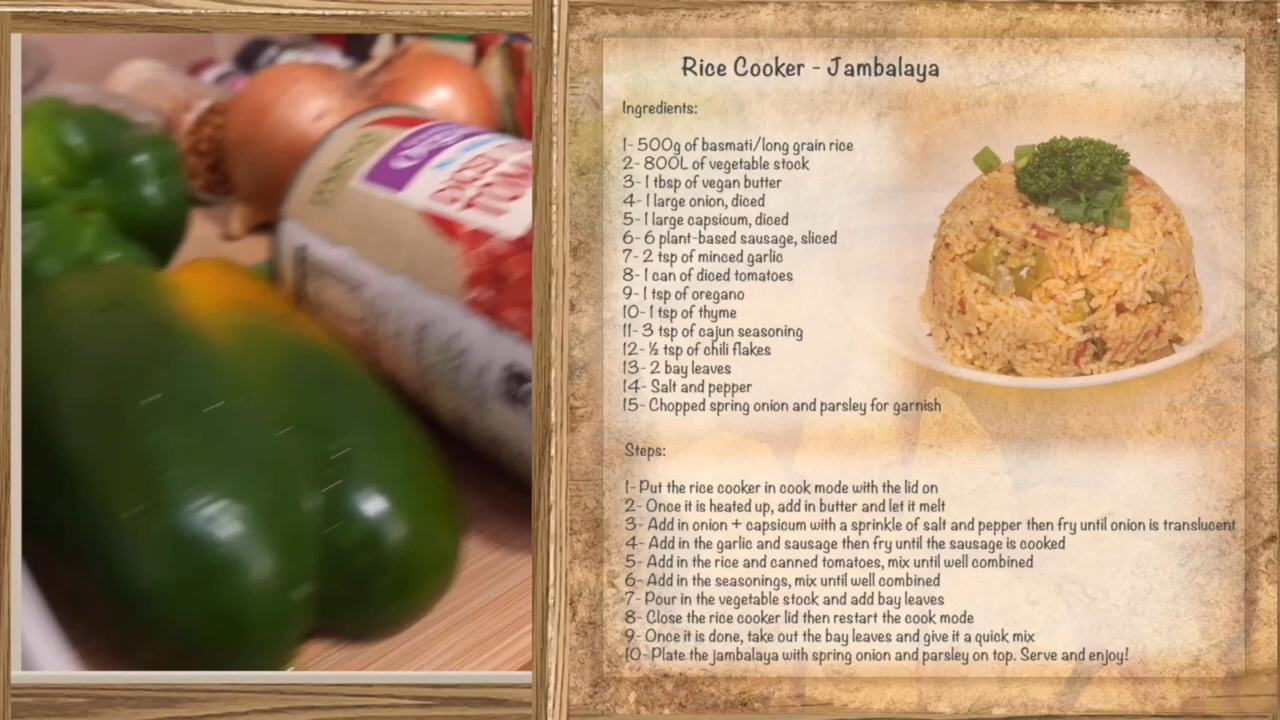 Rice Cooker - Jambalaya
Ingredients:
1- 500g of basmati/long grain rice
2- 800L of vegetable stock
3- 1 tbsp of vegan butter
4- 1 large onion, diced
5- 1 large capsicum, diced
6- 6 plant-based sausage, sliced
7- 2 tsp of minced garlic
8- 1 can of diced tomatoes
9- 1 tsp of oregano
10- 1 tsp of thyme
11- 3 tsp of cajun seasoning
12- ½ tsp of chili flakes
13- 2 bay leaves
14- Salt and pepper
15- Chopped spring onion and parsley for garnish
Steps:
1- Put the rice cooker in cook mode with the lid on
2- Once it is heated up, add in butter and let it melt
3- Add in onion + capsicum with a sprinkle of salt and pepper then fry until onion is translucent
4- Add in the garlic and sausage then fry until the sausage is cooked
5- Add in the rice and canned tomatoes, mix until well combined
6- Add in the seasonings, mix until well combined
7- Pour in the vegetable stock and add bay leaves
8- Close the rice cooker lid then restart the cook mode
9- Once it is done, take out the bay leaves and give it a quick mix
10- Plate the jambalaya with spring onion and parsley on top. Serve and enjoy!